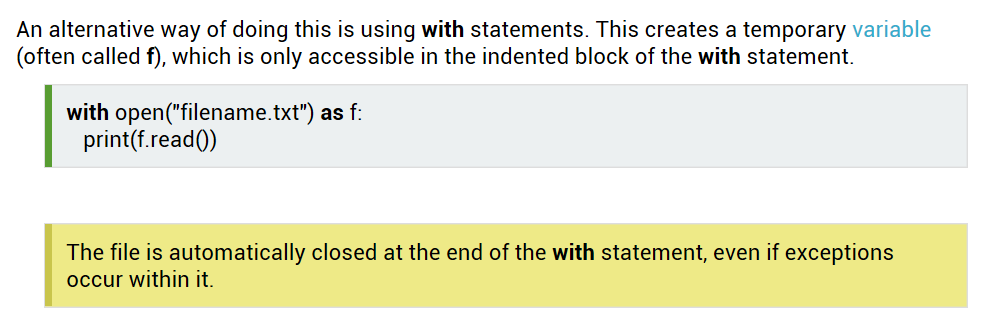 An alternative way of doing this is using with statements. This creates a temporary variable
(often called f), which is only accessible in the indented block of the with statement.
with open("filename.txt") as f:
print(f.read())
The file is automatically closed at the end of the with statement, even if exceptions
occur within it.